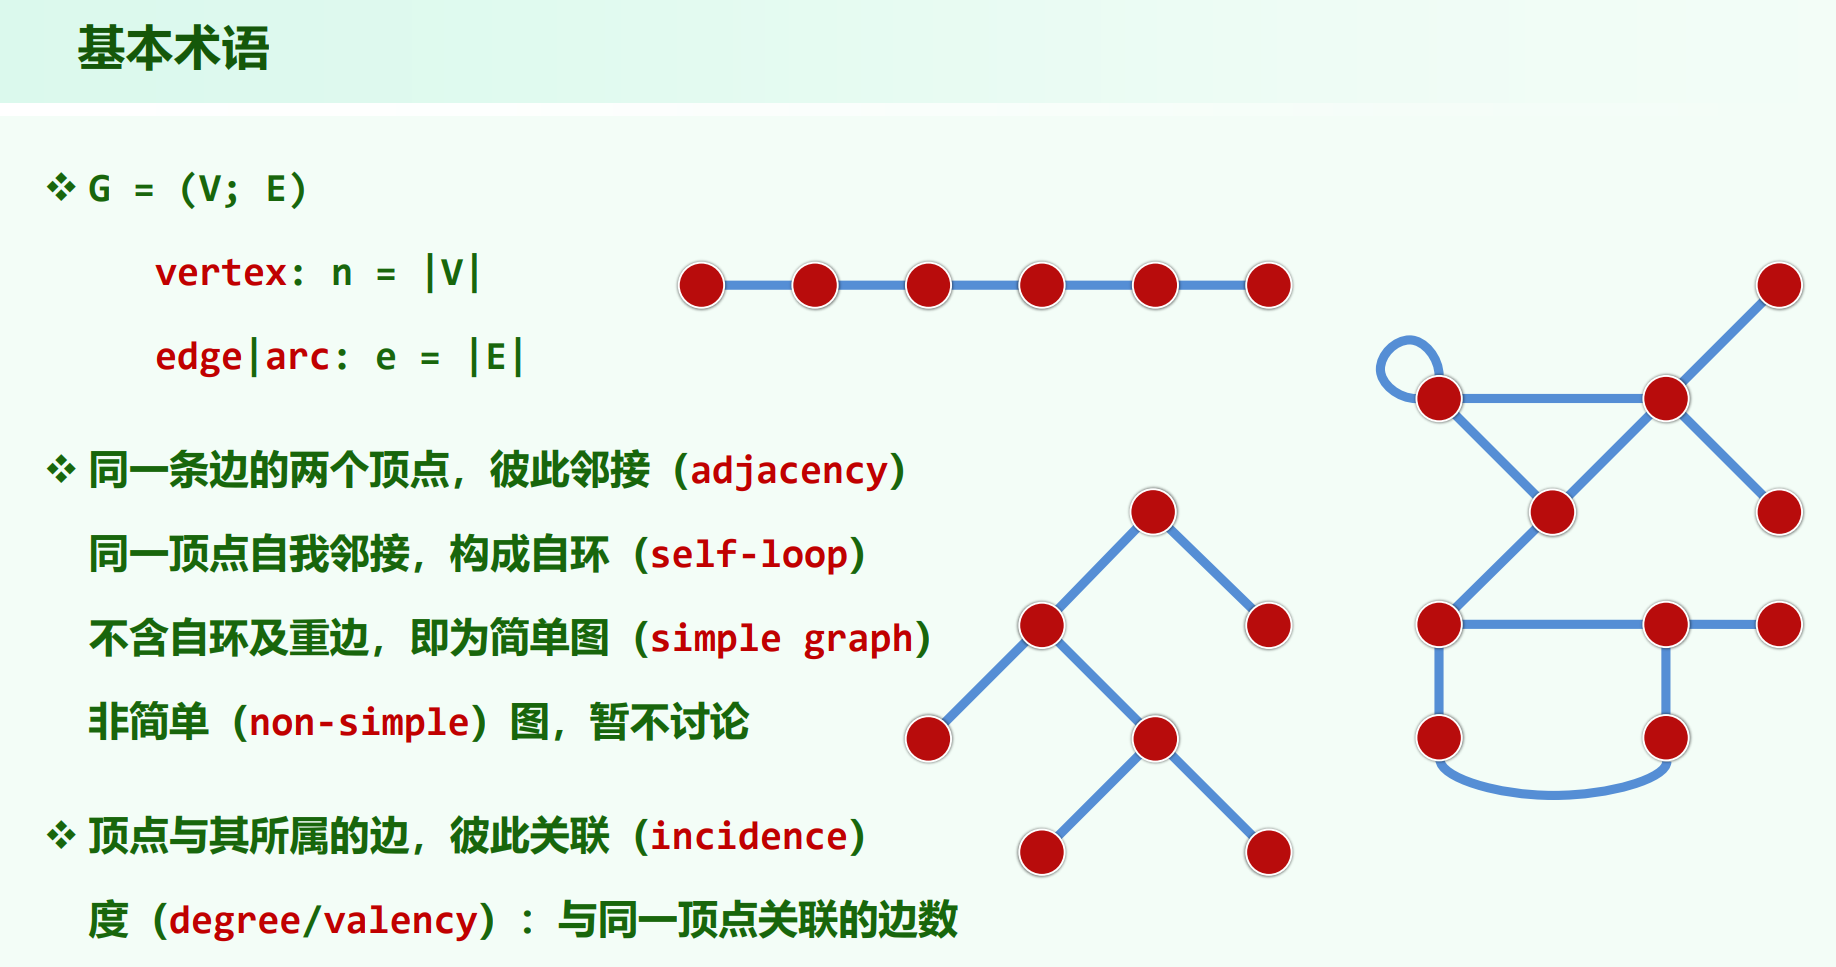 基本术语
❖ G = (V; E)
vertex: n = |V|
edge|arc: e = |E|
❖ 同一条边的两个顶点，彼此邻接（adjacency）
同一顶点自我邻接，构成自环（self-loop）
不含自环及重边，即为简单图（simple graph）
非简单（non-simple）图，暂不讨论
❖ 顶点与其所属的边，彼此关联（incidence）
度（degree/valency）：与同一顶点关联的边数